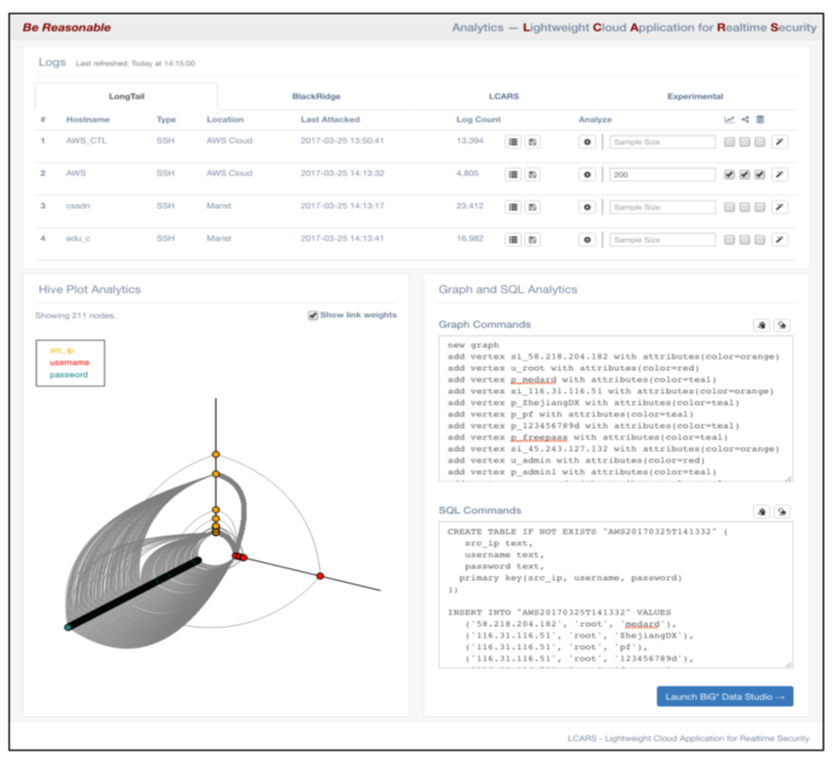 Be Reasonable
Analytics — Lightweight Cloud Application for Realtime Security
Logs Last refreshed: Today at 14:15:00
LongTail BlackRidge LCARS Experimental
# Hostname Type Location Last Attacked Log Count Analyze
1 AWS_CTL SSH AWS Cloud 2017-03-25 13:50:41 13,394 Sample Size
2 AWS SSH AWS Cloud 2017-03-25 14:13:32 4,805 200
3 cssdn SSH Marist 2017-03-25 14:13:17 23,412 Sample Size
4 edu_c SSH Marist 2017-03-25 14:13:41 16,982 Sample Size
Hive Plot Analytics
Showing 211 nodes.
Show link weights
src_ip
username
password
Graph and SQL Analytics
Graph Commands
new graph
add vertex si_58.218.204.182 with attributes(color=orange)
add vertex u_root with attributes(color=red)
add vertex p_medard with attributes(color=teal)
add vertex si_116.31.116.51 with attributes(color=orange)
add vertex p_ZhejiangDX with attributes(color=teal)
add vertex p_pf with attributes(color=teal)
add vertex p_123456789d with attributes(color=teal)
add vertex p_freepass with attributes(color=teal)
add vertex si_45.243.127.132 with attributes(color=orange)
add vertex u_admin with attributes(color=red)
add vertex p_admin1 with attributes(color=teal)
SQL Commands
CREATE TABLE IF NOT EXISTS "AWS20170325T141332" (
src_ip text,
username text,
password text,
primary key(src_ip, username, password)
);
INSERT INTO "AWS20170325T141332" VALUES
('58.218.204.182', 'root', 'medard'),
('116.31.116.51', 'root', 'ZhejiangDX'),
('116.31.116.51', 'root', 'pf'),
('116.31.116.51', 'root', '123456789d'),
Launch BiG* Data Studio →
LCARS - Lightweight Cloud Application for Realtime Security